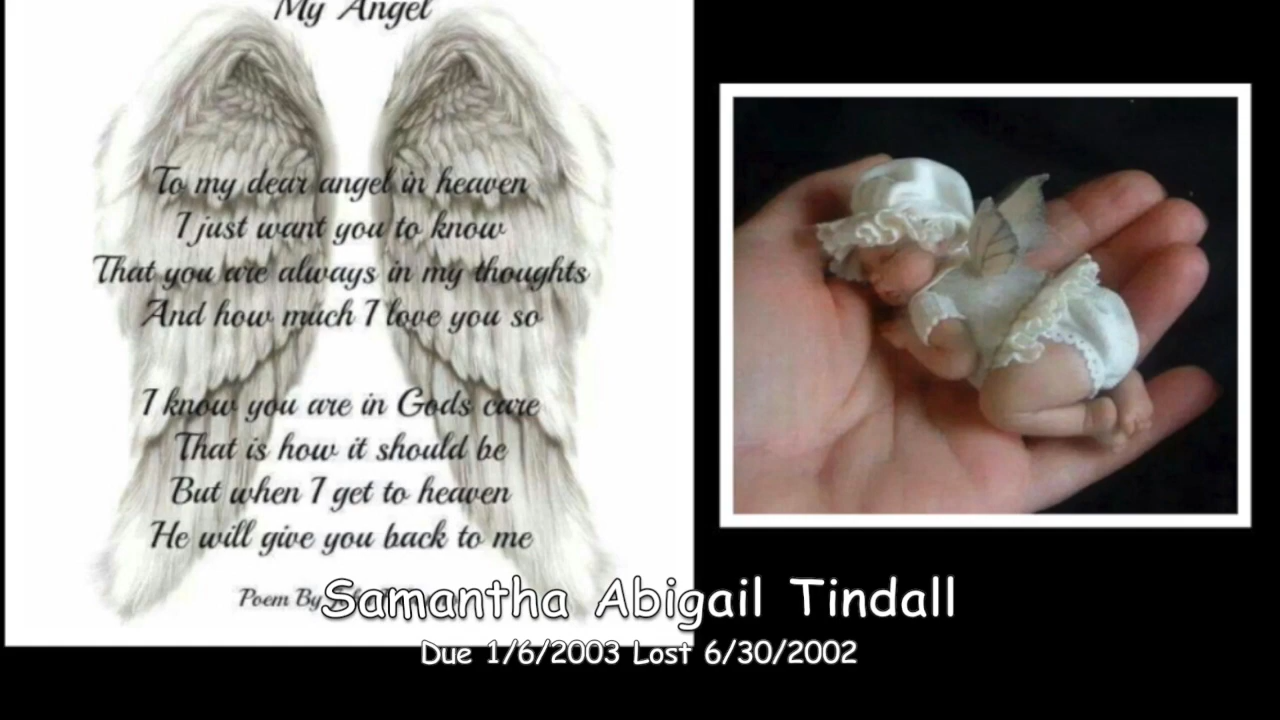 My Angel
To my dear angel in heaven
I just want you to know
That you are always in my thoughts
And how much I love you so
I know you are in Gods care
That is how it should be
But when I get to heaven
He will give you back to me
Poem By
Samantha Abigail Tindall
Due 1/6/2003 Lost 6/30/2002